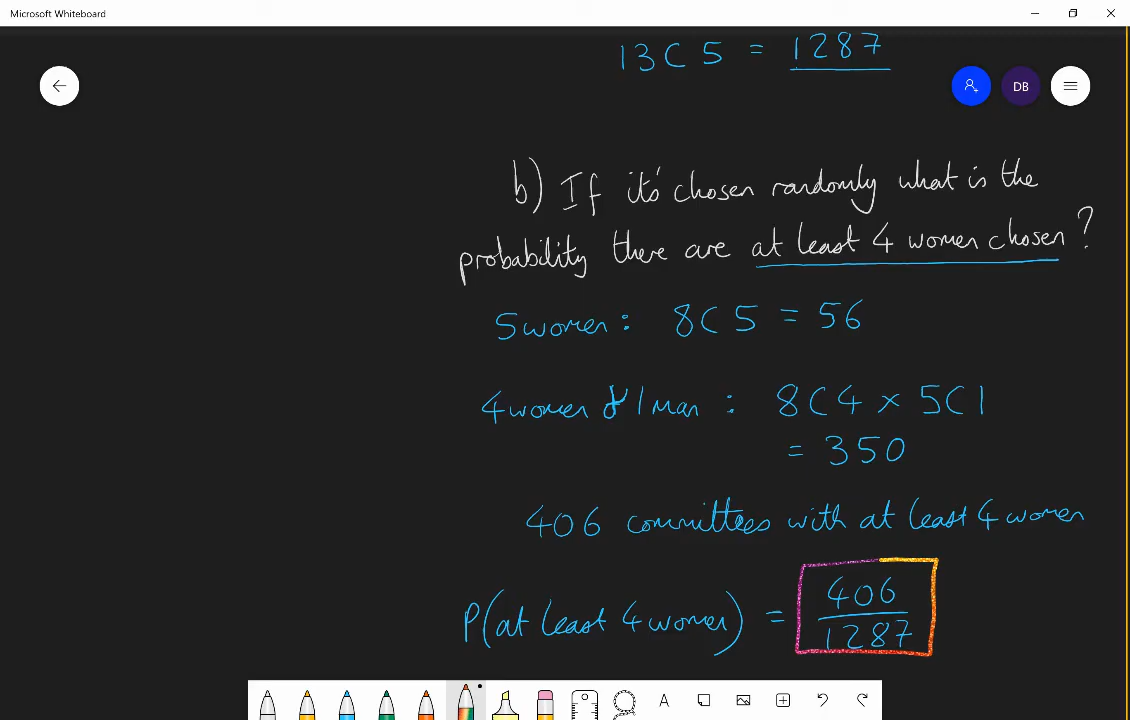 Microsoft Whiteboard
13C5 = 1287
DB
b) If it's chosen randomly what is the
probability there are at least 4 women chosen?
5 women: 8C5 = 56
4 women & 1 man: 8C4 × 5C1
= 350
406 committees with at least 4 women
P(at least 4 women) = 406/1287
A